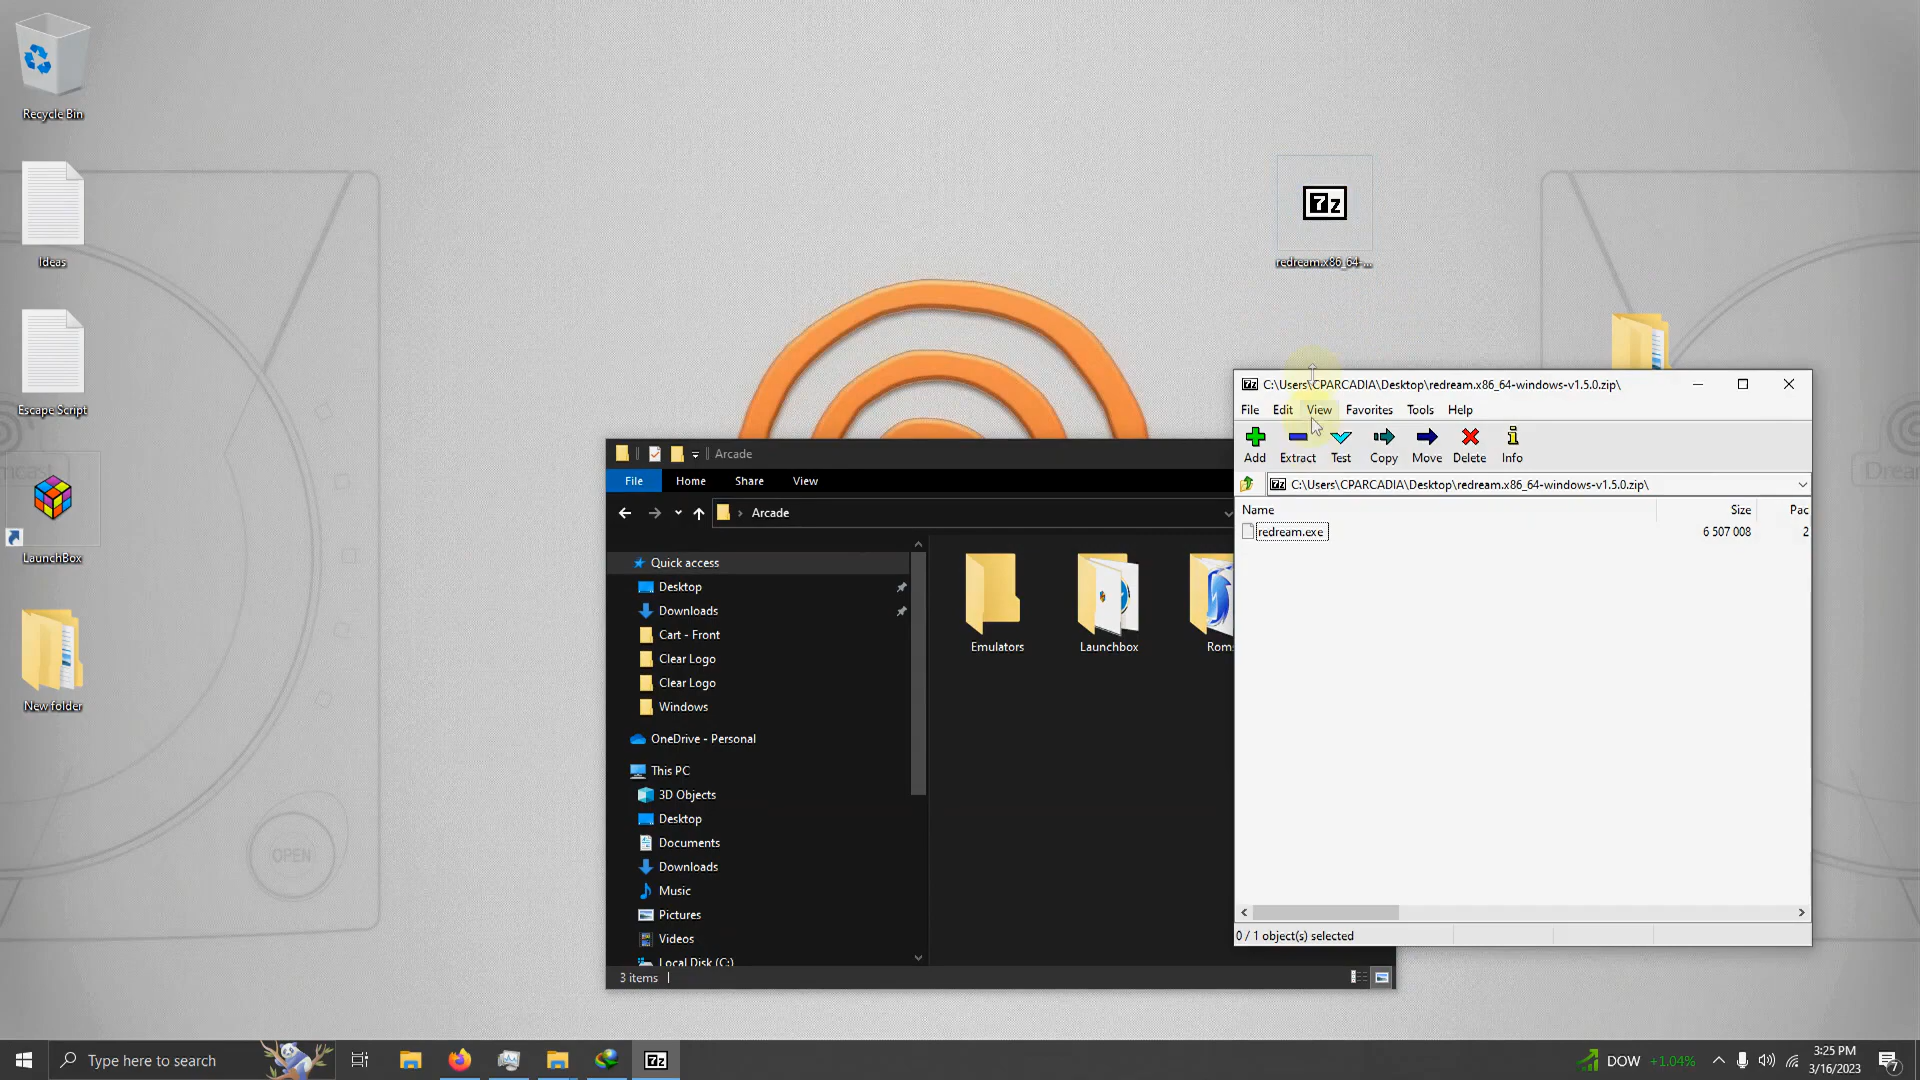 Recycle Bin
Ideas
Escape Script
LaunchBox
New folder
OPEN
7z
redream.x86_64-...
C:\Users\CPARCADIA\Desktop\redream.x86_64-windows-v1.5.0.zip\
File Edit View Favorites Tools Help
Add Extract Test Copy Move Delete Info
C:\Users\CPARCADIA\Desktop\redream.x86_64-windows-v1.5.0.zip\
Name Size Pac
redream.exe 6 507 008 2
0 / 1 object(s) selected
Arcade
File Home Share View
Arcade
Quick access
Desktop
Downloads
Cart - Front
Clear Logo
Clear Logo
Windows
OneDrive - Personal
This PC
3D Objects
Desktop
Documents
Downloads
Music
Pictures
Videos
Local Disk (C:)
Emulators
Launchbox
Rom
3 items
Type here to search
7z
DOW +1.04%
3:25 PM
3/16/2023
7